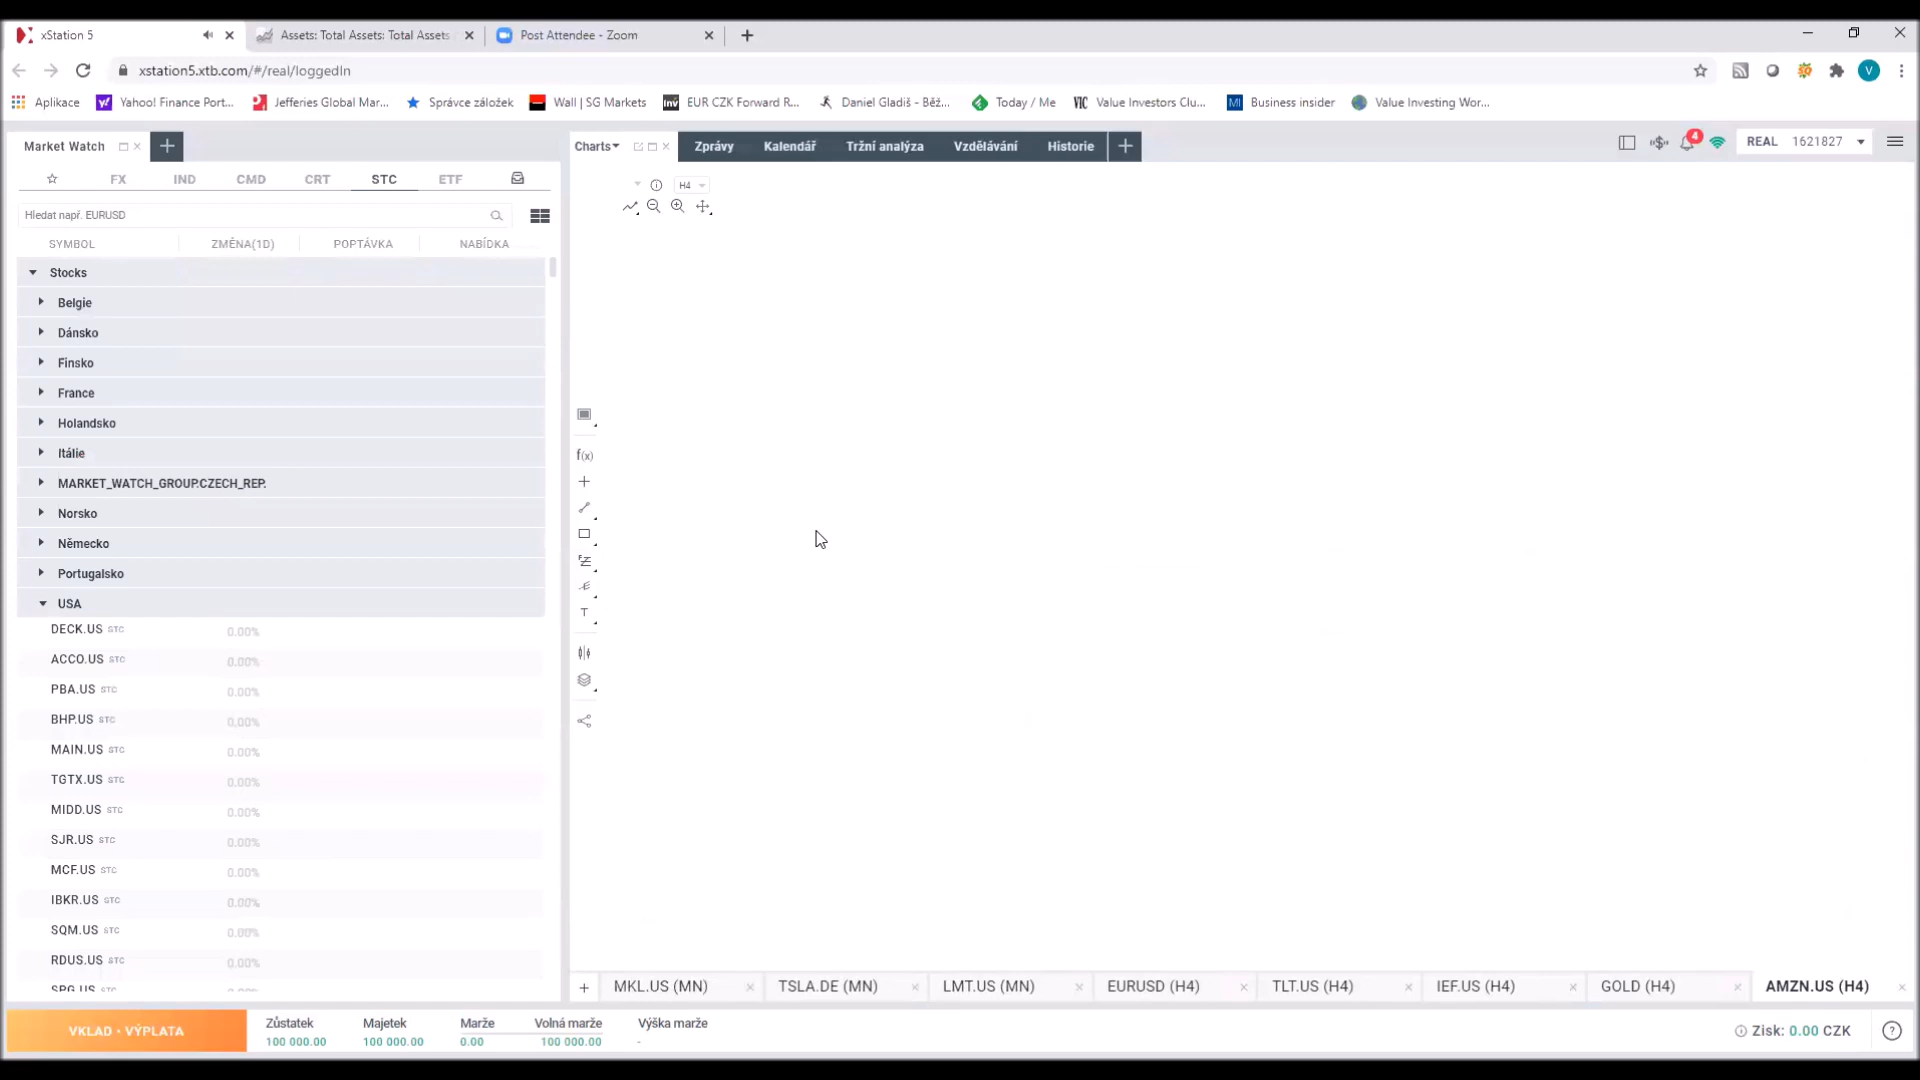 xStation 5
Assets: Total Assets: Total Assets
Post Attendee - Zoom
xstation5.xtb.com/#/real/loggedIn
Aplikace
Yahoo! Finance Port...
Jefferies Global Mar...
Správce záložek
Wall | SG Markets
EUR CZK Forward R...
Daniel Gladiš - Běž...
Today / Me
Value Investors Clu...
Business insider
Value Investing Wor...
Market Watch
Charts
Zprávy
Kalendář
Tržní analýza
Vzdělávání
Historie
4
REAL 1621827
FX
IND
CMD
CRT
STC
ETF
H4
Hledat např. EURUSD
SYMBOL
ZMĚNA(1D)
POPTÁVKA
NABÍDKA
Stocks
Belgie
Dánsko
Finsko
France
Holandsko
Itálie
MARKET_WATCH_GROUP.CZECH_REP.
Norsko
Německo
Portugalsko
USA
DECK.US STC 0.00%
ACCO.US STC 0.00%
PBA.US STC 0.00%
BHP.US STC 0.00%
MAIN.US STC 0.00%
TGTX.US STC 0.00%
MIDD.US STC 0.00%
SJR.US STC 0.00%
MCF.US STC 0.00%
IBKR.US STC 0.00%
SQM.US STC 0.00%
RDUS.US STC 0.00%
SPG.US STC
f(x)
T
MKL.US (MN)
TSLA.DE (MN)
LMT.US (MN)
EURUSD (H4)
TLT.US (H4)
IEF.US (H4)
GOLD (H4)
AMZN.US (H4)
VKLAD • VÝPLATA
Zůstatek
100 000.00
Majetek
100 000.00
Marže
0.00
Volná marže
100 000.00
Výška marže
-
Zisk: 0.00 CZK